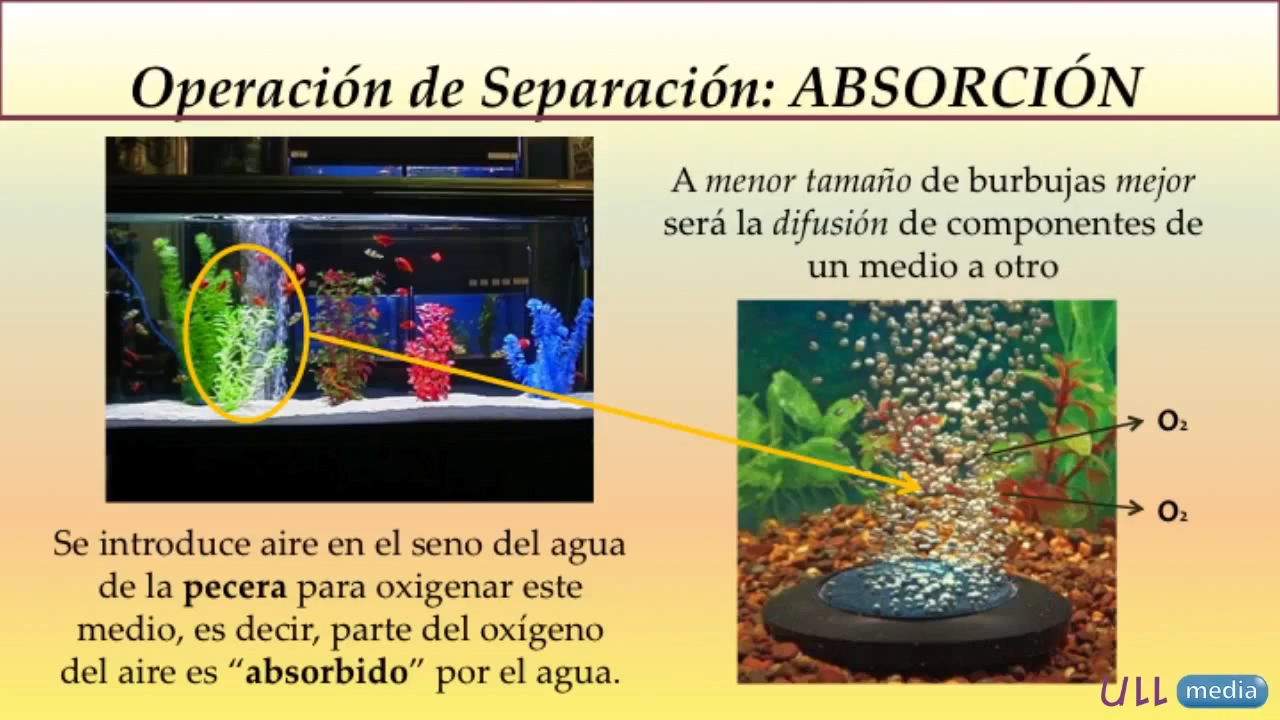 Operación de Separación: ABSORCIÓN
A menor tamaño de burbujas mejor
será la difusión de componentes de
un medio a otro
O₂
O₂
Se introduce aire en el seno del agua
de la pecera para oxigenar este
medio, es decir, parte del oxígeno
del aire es “absorbido” por el agua.
ULL media